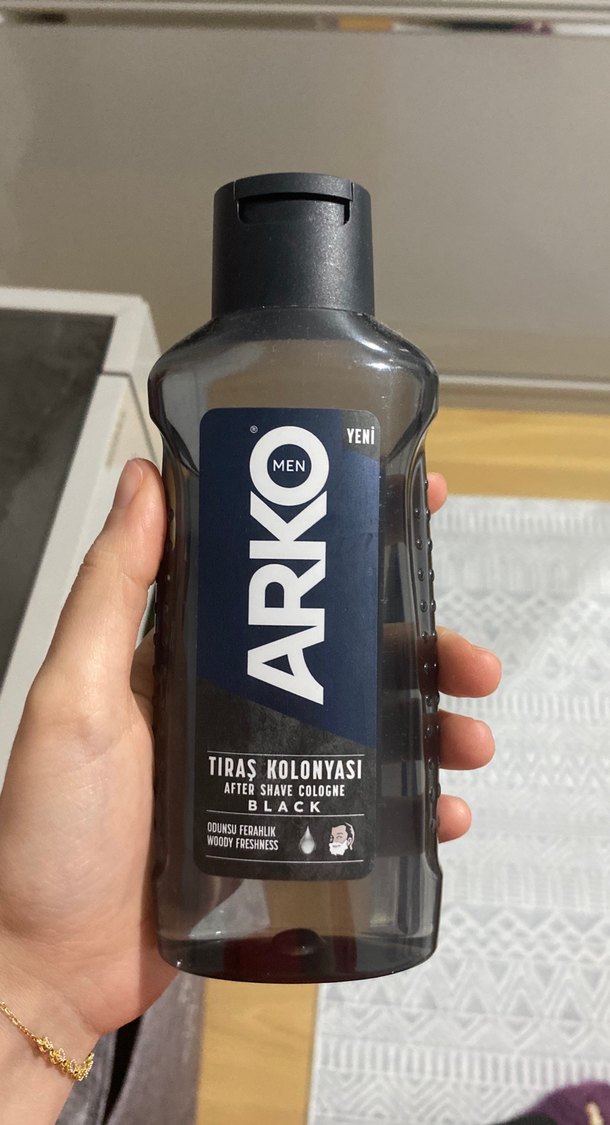 YENİ
®
MEN
ARKO
TIRAŞ KOLONYASI
AFTER SHAVE COLOGNE
BLACK
ODUNSU FERAHLIK
WOODY FRESHNESS